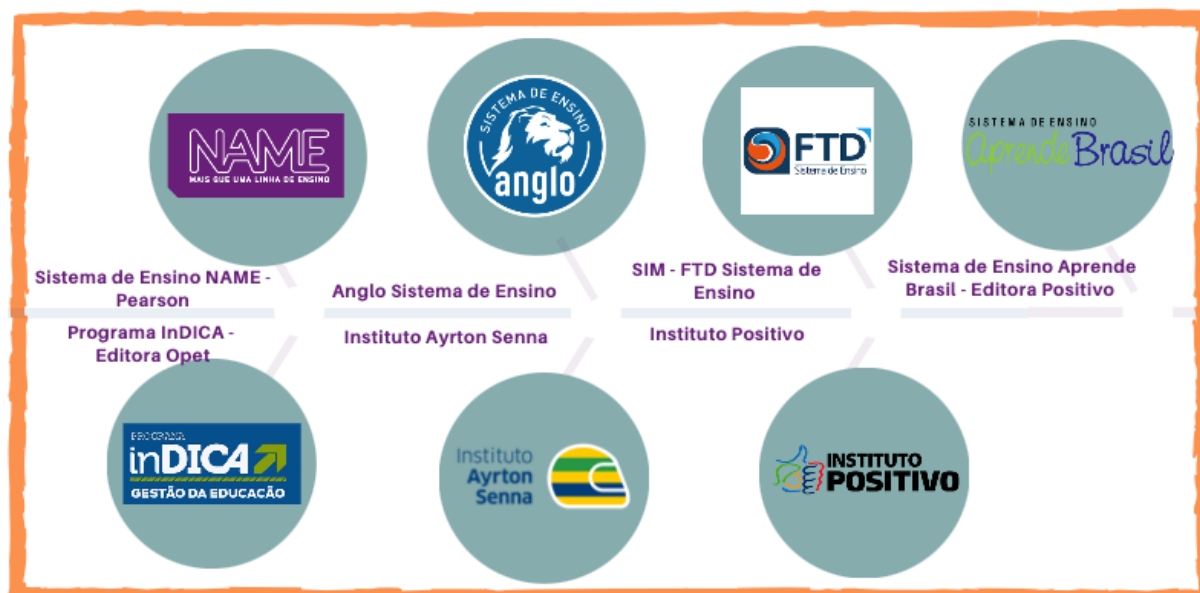 NAME
MAIS QUE UMA LINHA DE ENSINO
SISTEMA DE ENSINO
anglo
FTD
Sistema de Ensino
SISTEMA DE ENSINO
aprende Brasil
Sistema de Ensino NAME -
Pearson
Anglo Sistema de Ensino
SIM - FTD Sistema de
Ensino
Sistema de Ensino Aprende
Brasil - Editora Positivo
Programa InDICA -
Editora Opet
Instituto Ayrton Senna
Instituto Positivo
PROGRAMA
inDICA
GESTÃO DA EDUCAÇÃO
Instituto
Ayrton
Senna
INSTITUTO
POSITIVO